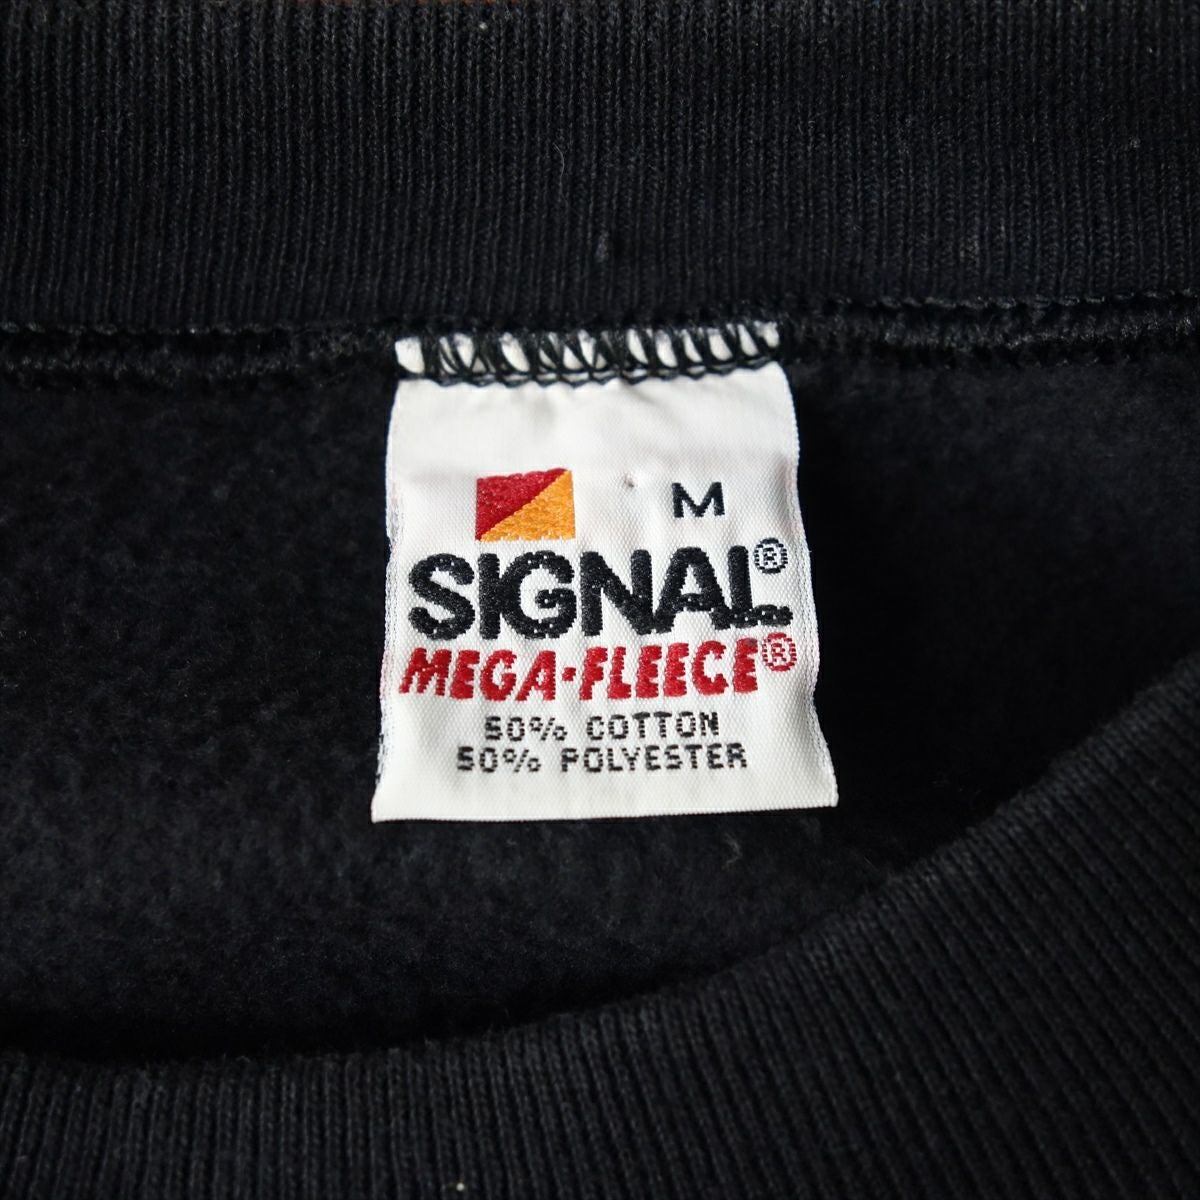 M
SIGNAL®
MEGA-FLEECE®
50% COTTON
50% POLYESTER